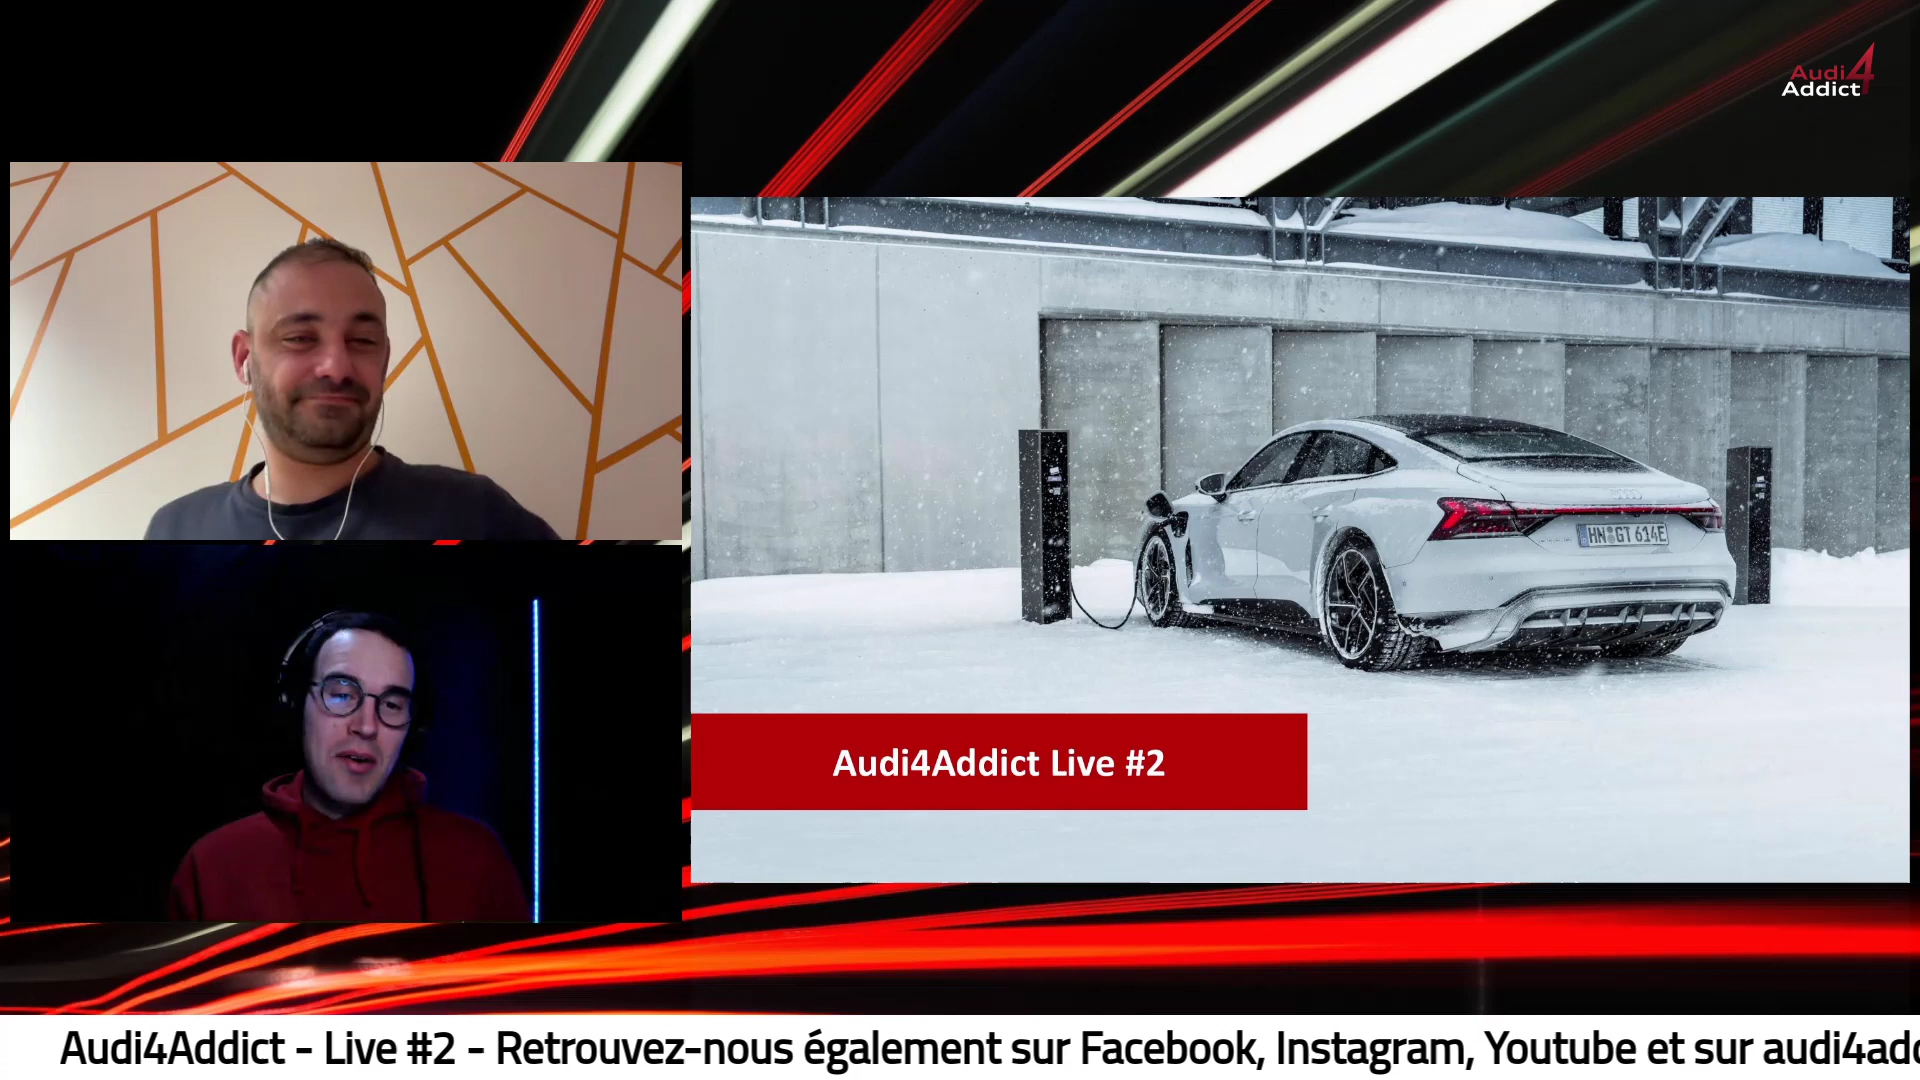 Audi4
Addict
HN GT 614E
Audi4Addict Live #2
Audi4Addict - Live #2 - Retrouvez-nous également sur Facebook, Instagram, Youtube et sur